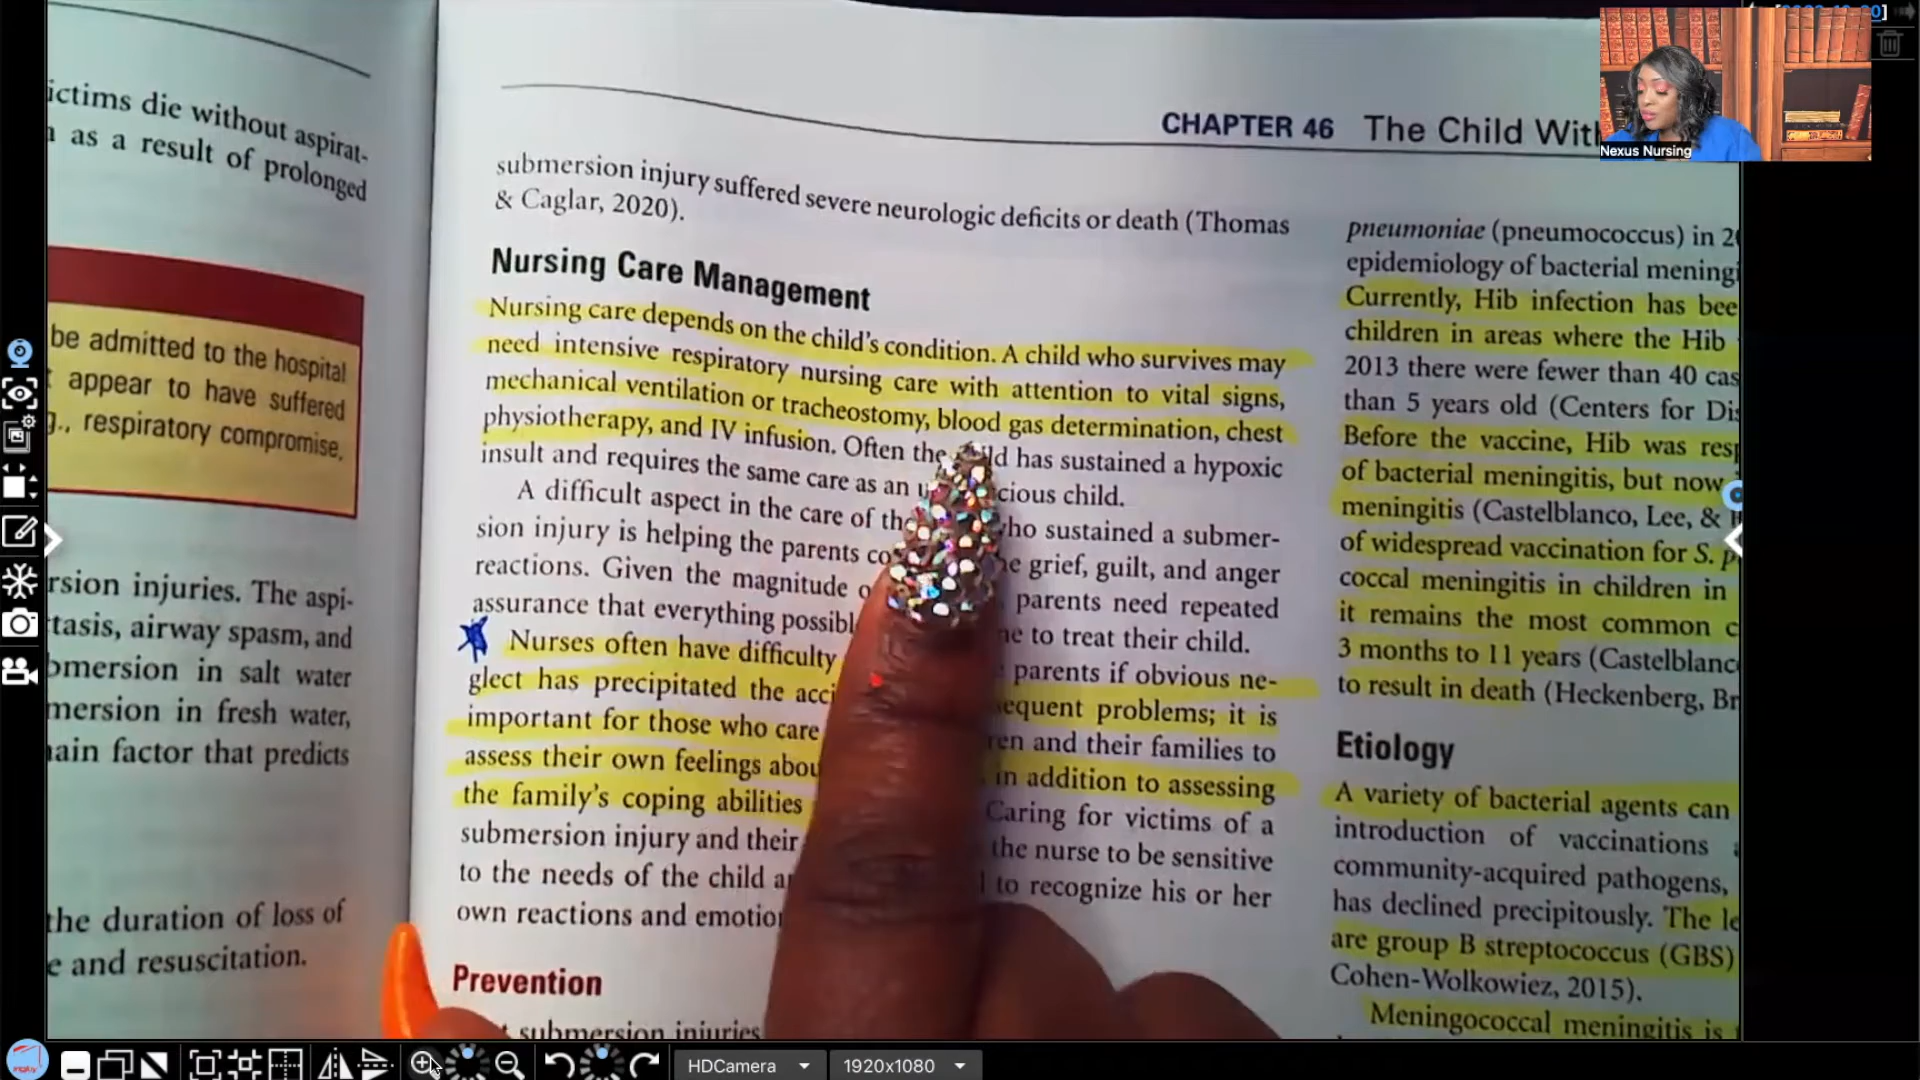 ictims die without aspirat-
as a result of prolonged
be admitted to the hospital
appear to have suffered
respiratory compromise,
rsion injuries. The aspi-
tasis, airway spasm, and
bmersion in salt water
mersion in fresh water,
factor that predicts
the duration of loss of
e and resuscitation.
CHAPTER 46 The Child With
submersion injury suffered severe neurologic deficits or death (Thomas
& Caglar, 2020).
Nursing Care Management
Nursing care depends on the child's condition. A child who survives may
need intensive respiratory nursing care with attention to vital signs,
mechanical ventilation or tracheostomy, blood gas determination, chest
physiotherapy, and IV infusion. Often the child has sustained a hypoxic
insult and requires the same care as an cious child.
A difficult aspect in the care of the ho sustained a submer-
sion injury is helping the parents grief, guilt, and anger
reactions. Given the magnitude parents need repeated
assurance that everything possibl to treat their child.
Nurses often have difficulty parents if obvious ne-
glect has precipitated the equent problems; it is
important for those who care and their families to
assess their own feelings in addition to assessing
the family's coping abilities Caring for victims of a
submersion injury and their the nurse to be sensitive
to the needs of the child to recognize his or her
own reactions and
Prevention
submersion injuries
pneumoniae (pneumococcus) in
epidemiology of bacterial
Currently, Hib infection has
children in areas where the Hib
2013 there were fewer than 40
than 5 years old (Centers for
Before the vaccine, Hib was
of bacterial meningitis, but now
meningitis (Castelblanco, Lee, &
of widespread vaccination for S.
coccal meningitis in children in
it remains the most common
3 months to 11 years (Castelblanc
to result in death (Heckenberg,
Etiology
A variety of bacterial agents can
introduction of vaccinations
community-acquired pathogens,
has declined precipitously. The
are group B streptococcus (GBS)
Cohen-Wolkowiez, 2015).
Meningococcal meningitis is
Nexus Nursing
HDCamera
1920x1080